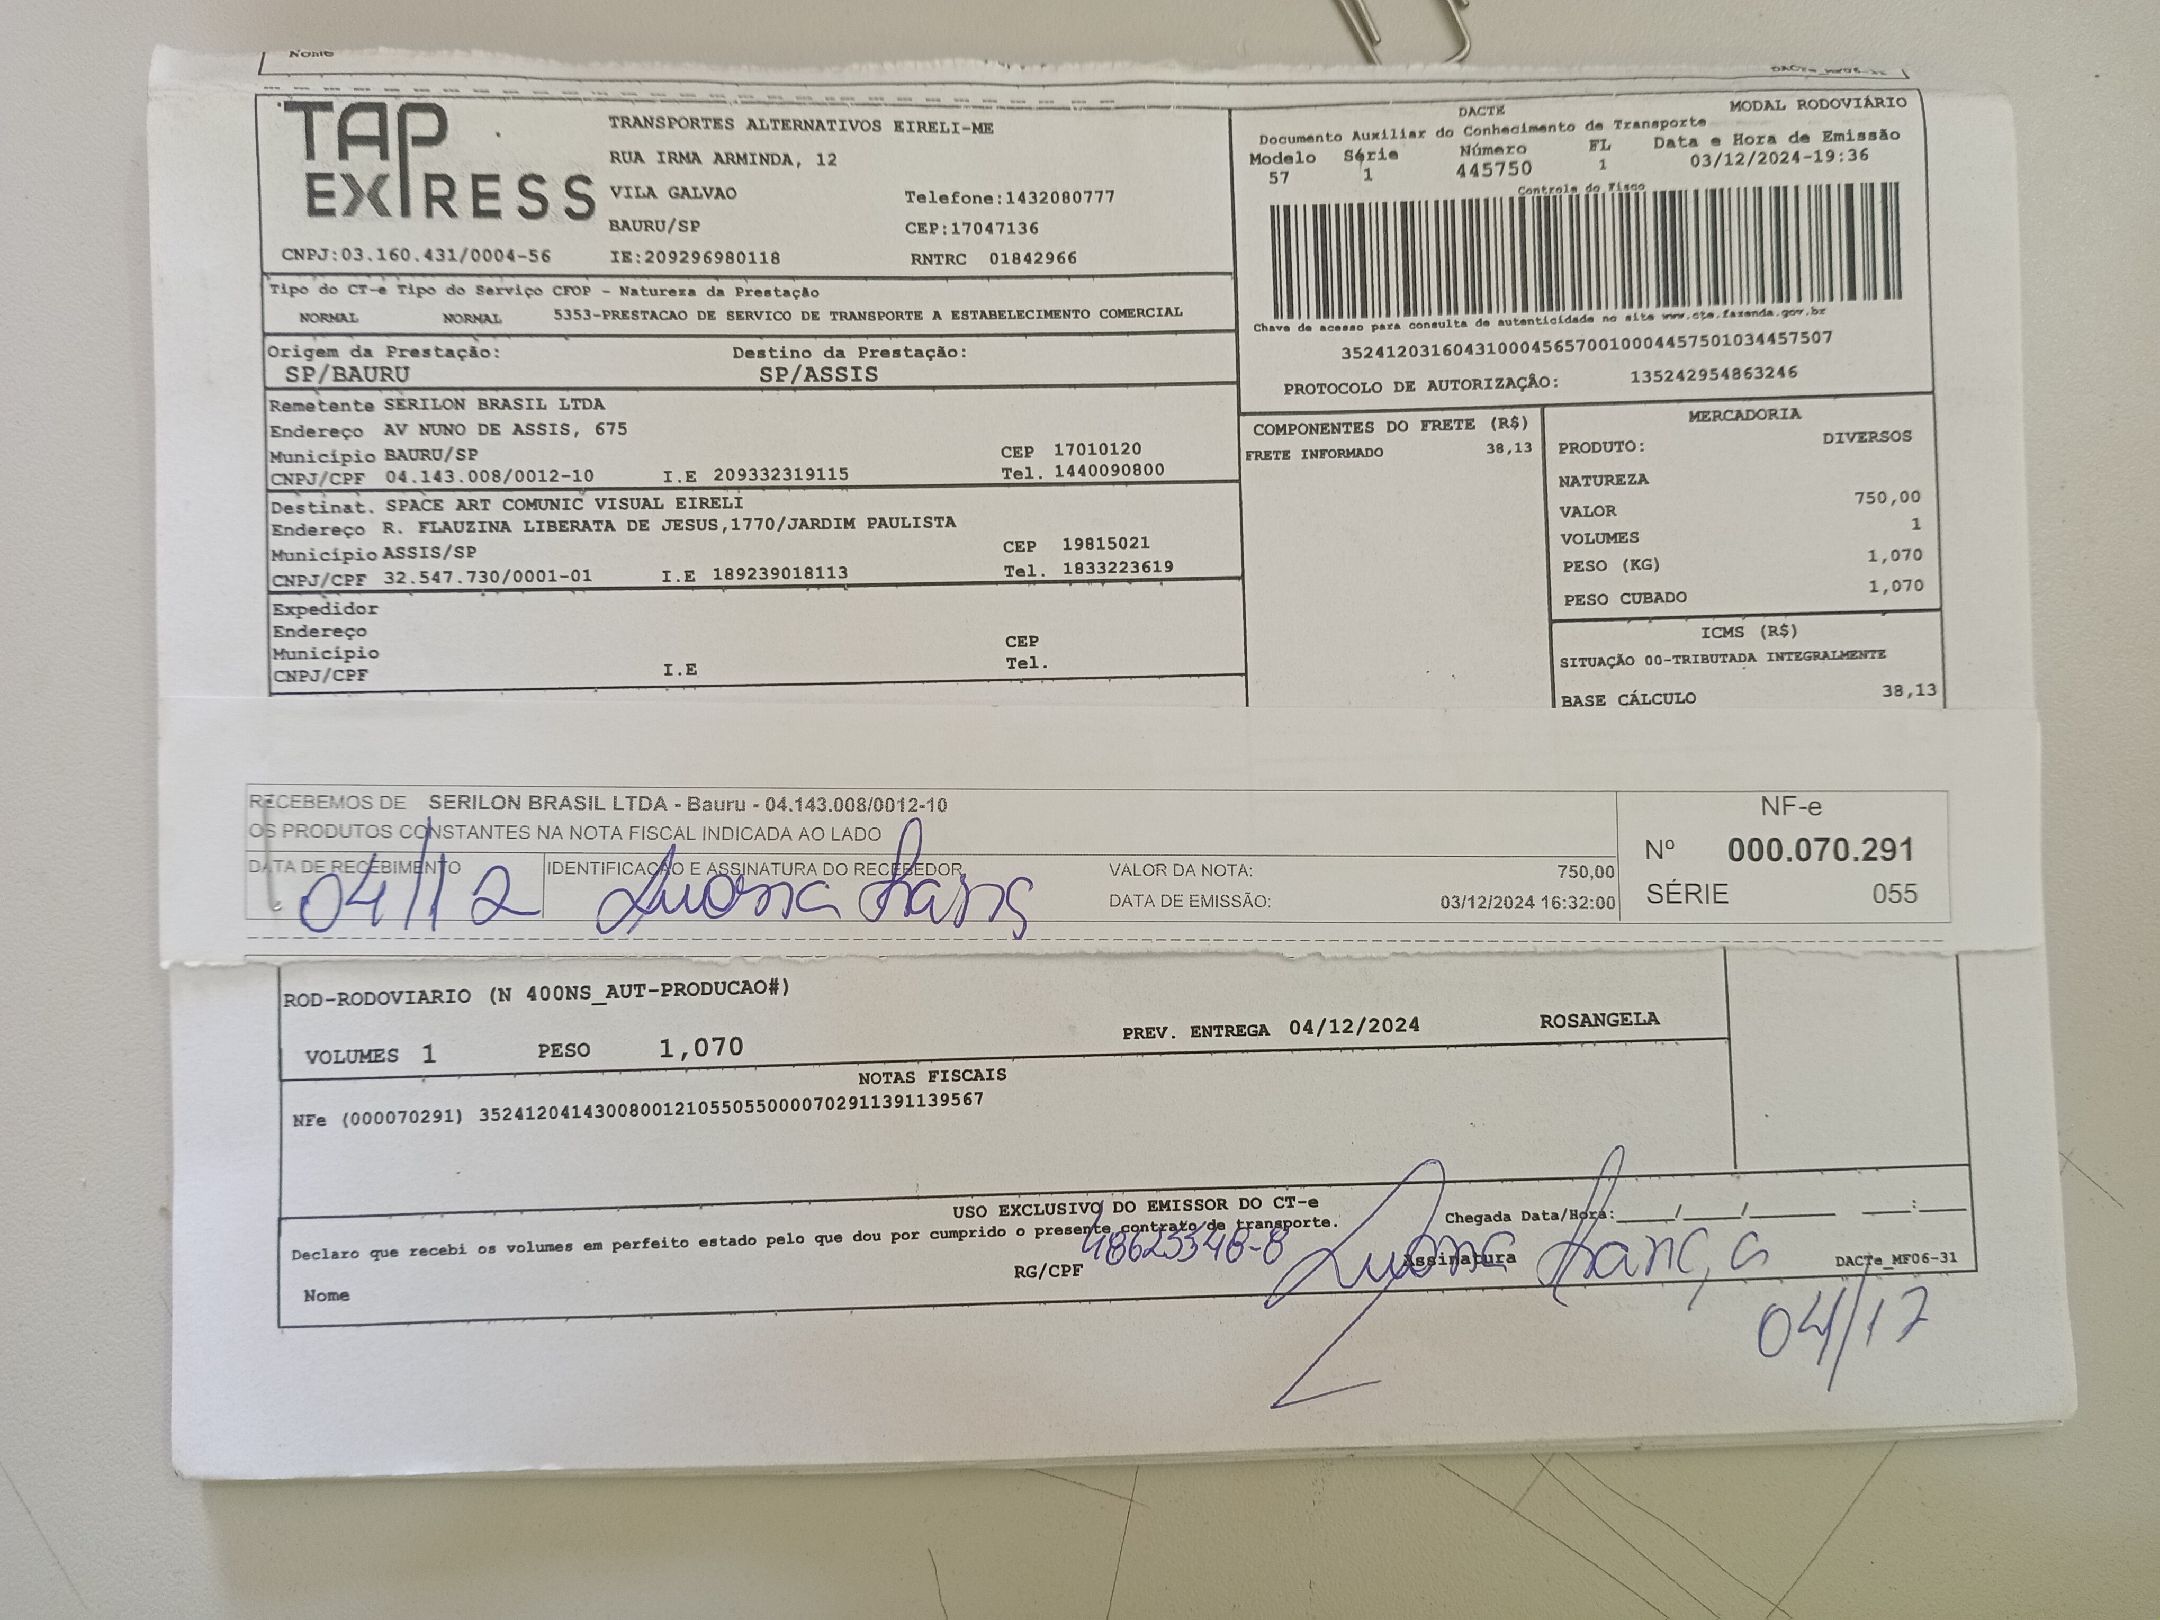 Nome
DACTe_MF06-31
TAP EXPRESS
TRANSPORTES ALTERNATIVOS EIRELI-ME
RUA IRMA ARMINDA, 12
VILA GALVAO Telefone:1432080777
BAURU/SP CEP:17047136
CNPJ:03.160.431/0004-56 IE:209296980118 RNTRC 01842966
DACTE MODAL RODOVIÁRIO
Documento Auxiliar do Conhecimento de Transporte
Modelo Série Número FL Data e Hora de Emissão
57 1 445750 1 03/12/2024-19:36
Controle do Fisco
Chave de acesso para consulta de autenticidade no site www.cte.fazenda.gov.br
35241203160431000456570010004457501034457507
PROTOCOLO DE AUTORIZAÇÃO: 135242954863246
Tipo do CT-e Tipo do Serviço CFOP - Natureza da Prestação
NORMAL NORMAL 5353-PRESTACAO DE SERVICO DE TRANSPORTE A ESTABELECIMENTO COMERCIAL
Origem da Prestação: Destino da Prestação:
SP/BAURU SP/ASSIS
Remetente SERILON BRASIL LTDA
Endereço AV NUNO DE ASSIS, 675
Município BAURU/SP CEP 17010120
CNPJ/CPF 04.143.008/0012-10 I.E 209332319115 Tel. 1440090800
Destinat. SPACE ART COMUNIC VISUAL EIRELI
Endereço R. FLAUZINA LIBERATA DE JESUS,1770/JARDIM PAULISTA
Município ASSIS/SP CEP 19815021
CNPJ/CPF 32.547.730/0001-01 I.E 189239018113 Tel. 1833223619
Expedidor
Endereço
Município CEP
CNPJ/CPF I.E Tel.
COMPONENTES DO FRETE (R$)
FRETE INFORMADO 38,13
MERCADORIA
PRODUTO: DIVERSOS
NATUREZA
VALOR 750,00
VOLUMES 1
PESO (KG) 1,070
PESO CUBADO 1,070
ICMS (R$)
SITUAÇÃO 00-TRIBUTADA INTEGRALMENTE
BASE CÁLCULO 38,13
RECEBEMOS DE SERILON BRASIL LTDA - Bauru - 04.143.008/0012-10
OS PRODUTOS CONSTANTES NA NOTA FISCAL INDICADA AO LADO
DATA DE RECEBIMENTO IDENTIFICAÇÃO E ASSINATURA DO RECEBEDOR
04/12
VALOR DA NOTA: 750,00
DATA DE EMISSÃO: 03/12/2024 16:32:00
NF-e
Nº 000.070.291
SÉRIE 055
ROD-RODOVIARIO (N 400NS_AUT-PRODUCAO#)
VOLUMES 1 PESO 1,070 PREV. ENTREGA 04/12/2024 ROSANGELA
NOTAS FISCAIS
NFe (000070291) 35241204143008001210550550000702911391139567
USO EXCLUSIVO DO EMISSOR DO CT-e
Declaro que recebi os volumes em perfeito estado pelo que dou por cumprido o presente contrato de transporte.
Chegada Data/Hora:____/____/______ ____:____
Nome RG/CPF Assinatura DACTe_MF06-31
04/12